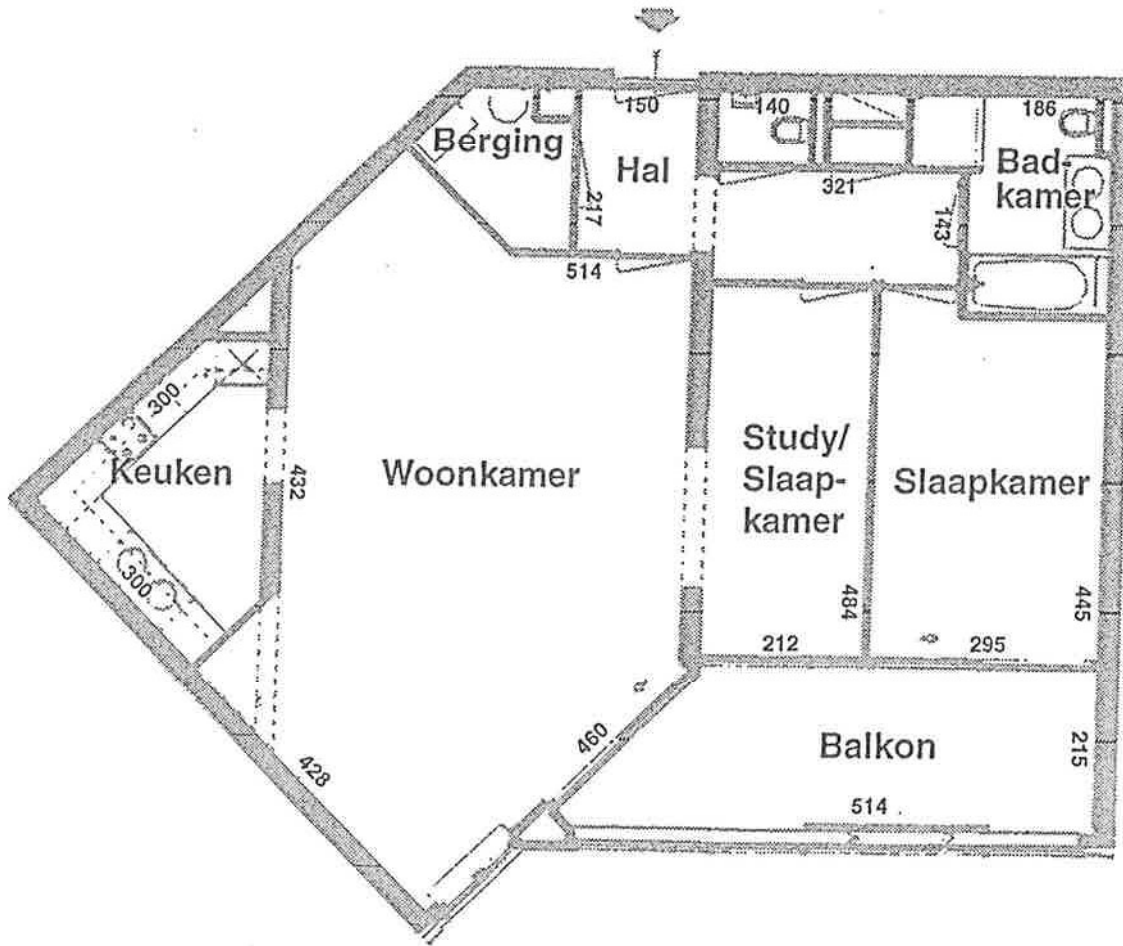 150
140
186
Berging
Hal
Bad-
kamer
321
217
143
514
300
Keuken
432
Woonkamer
Study/
Slaap-
kamer
Slaapkamer
300
484
445
212
295
460
428
Balkon
215
514